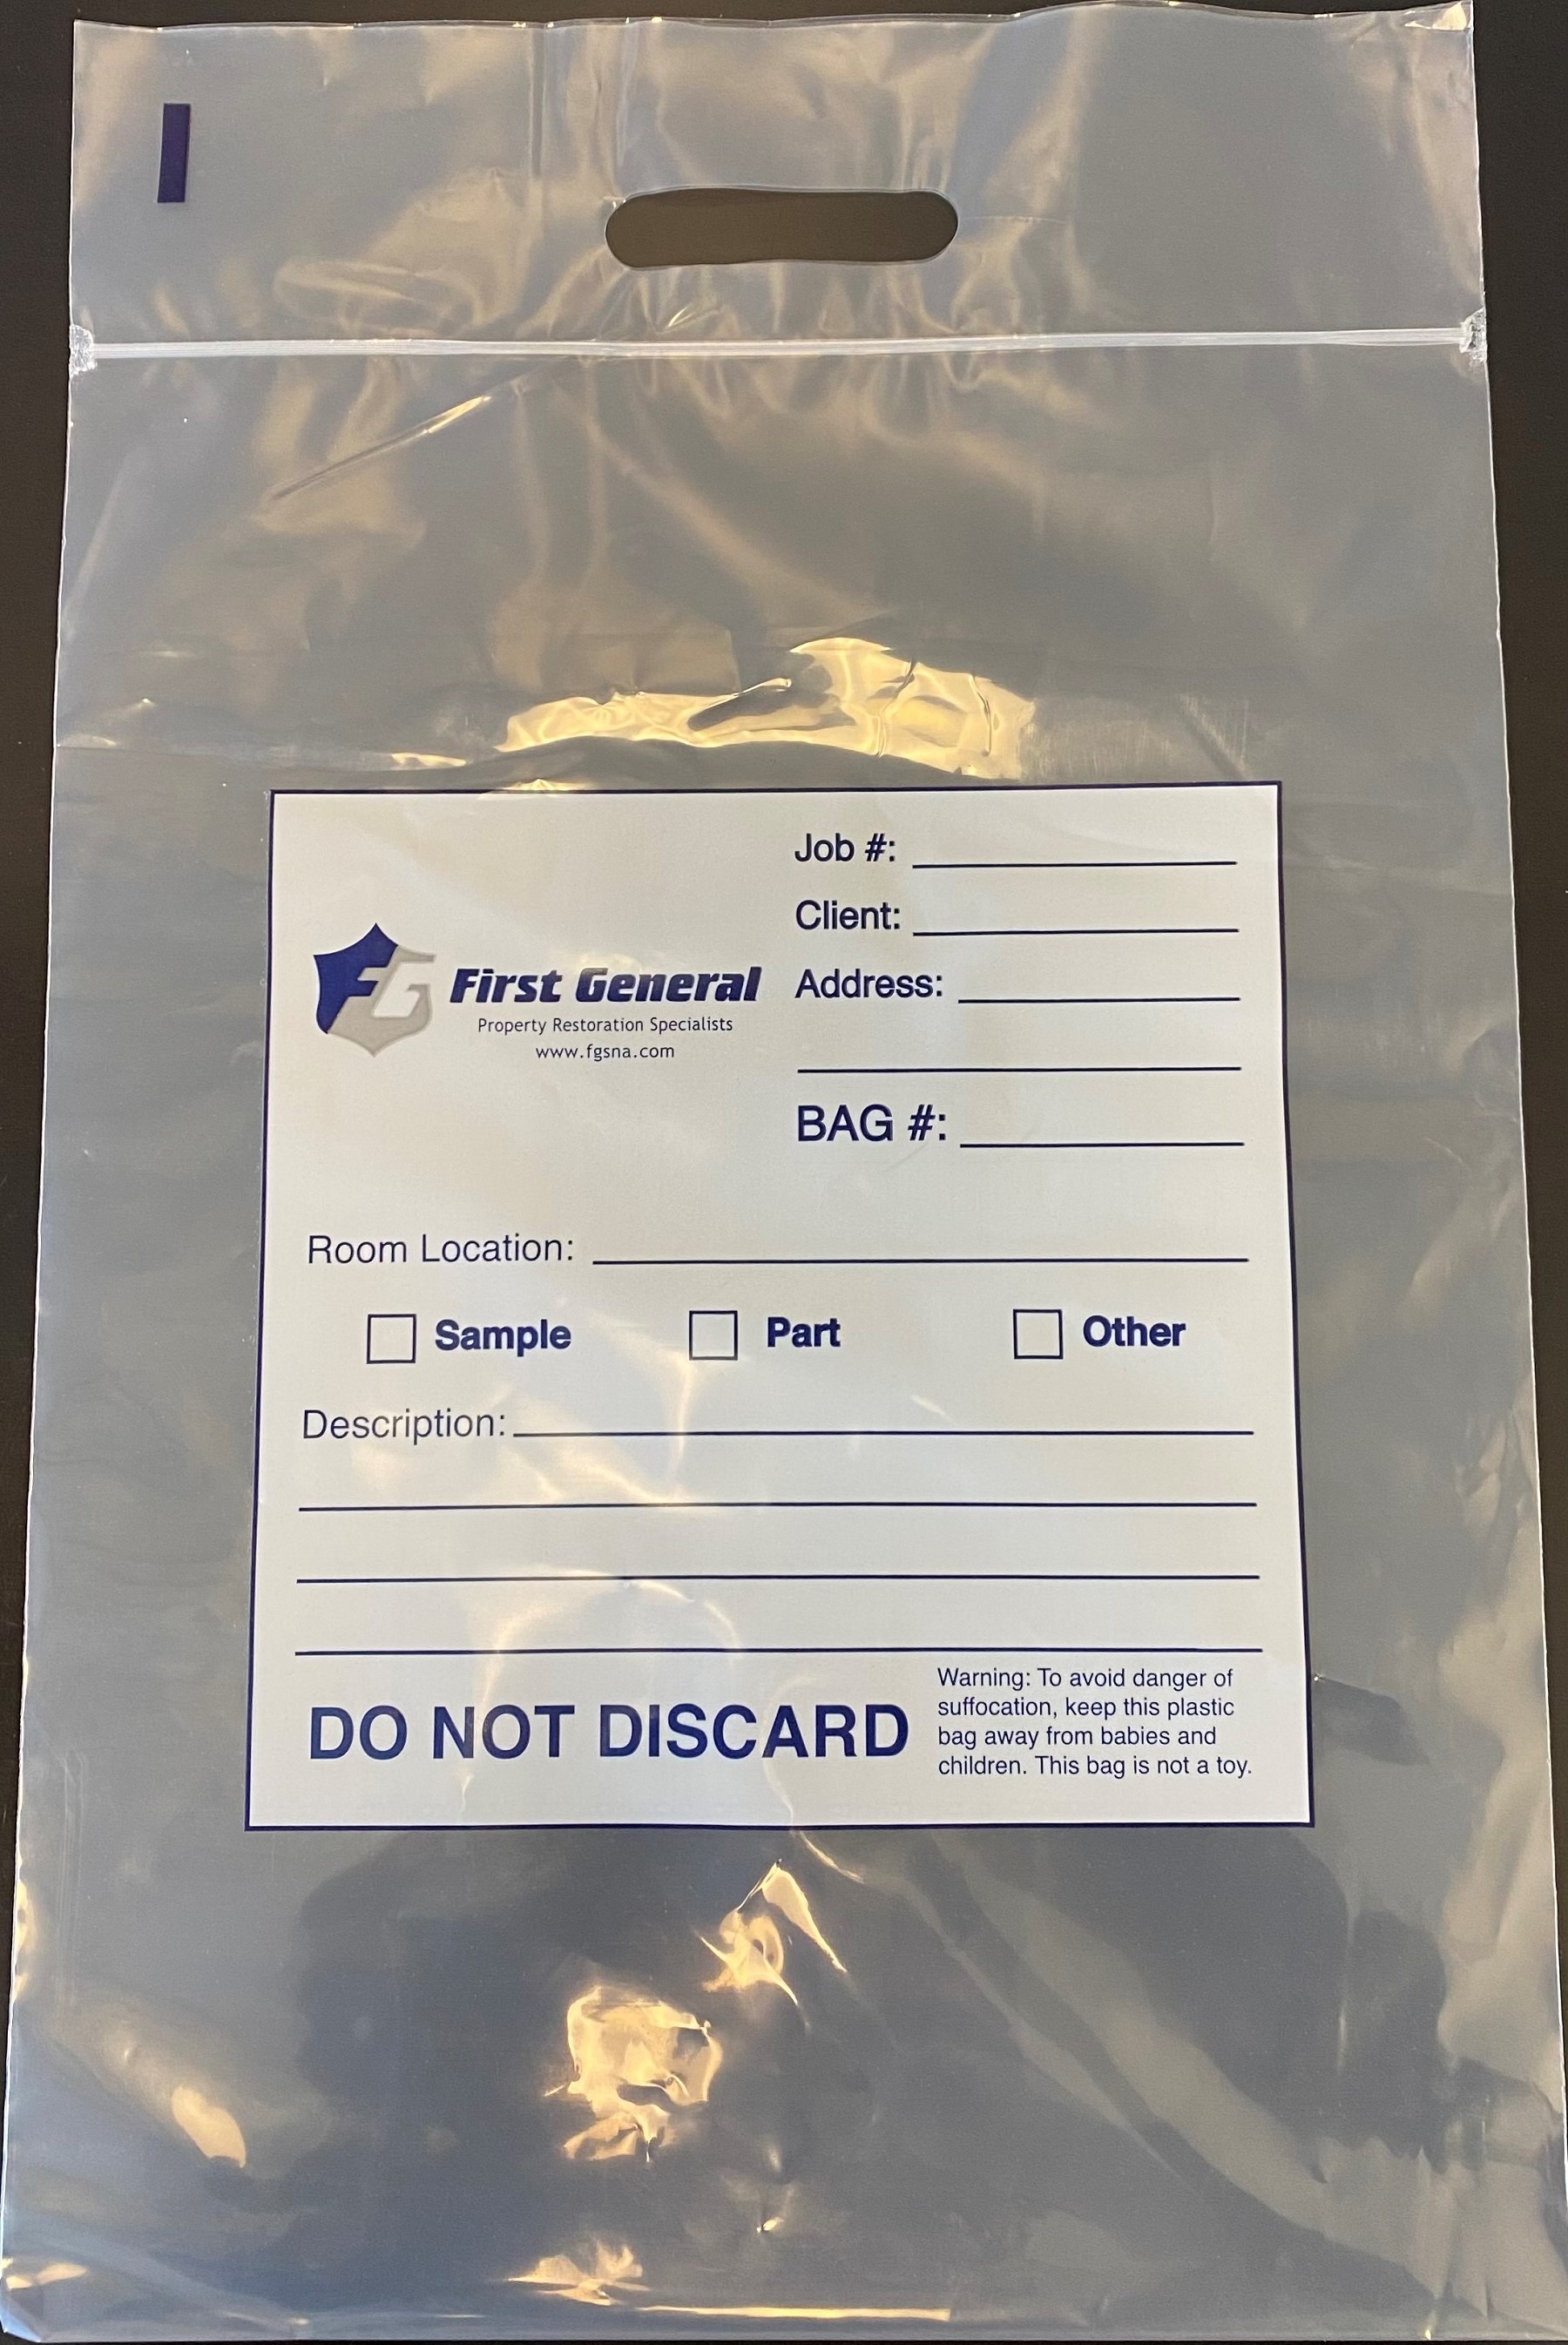 Job #:
Client:
FG First General
Property Restoration Specialists
www.fgsna.com
Address:
BAG #:
Room Location:
Sample Part Other
Description:
DO NOT DISCARD
Warning: To avoid danger of
suffocation, keep this plastic
bag away from babies and
children. This bag is not a toy.